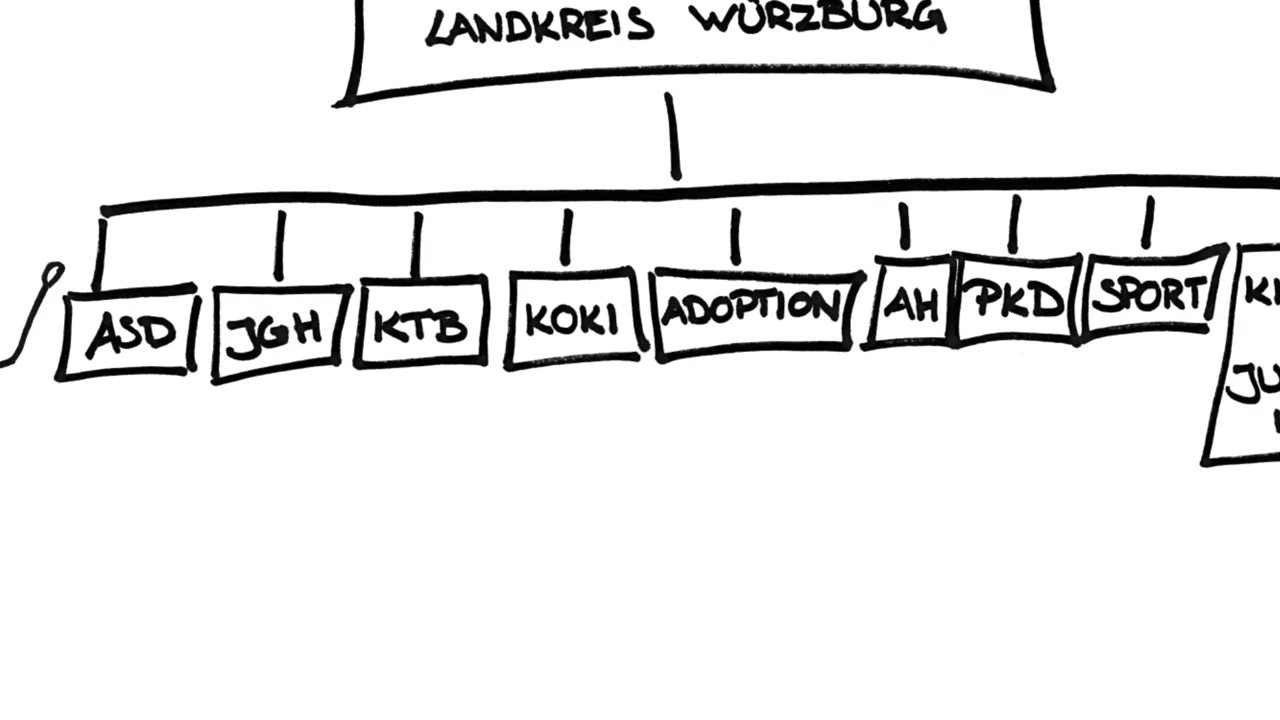 LANDKREIS WÜRZBURG
ASD
JGH
KTB
KOKI
ADOPTION
AH
PKD
SPORT